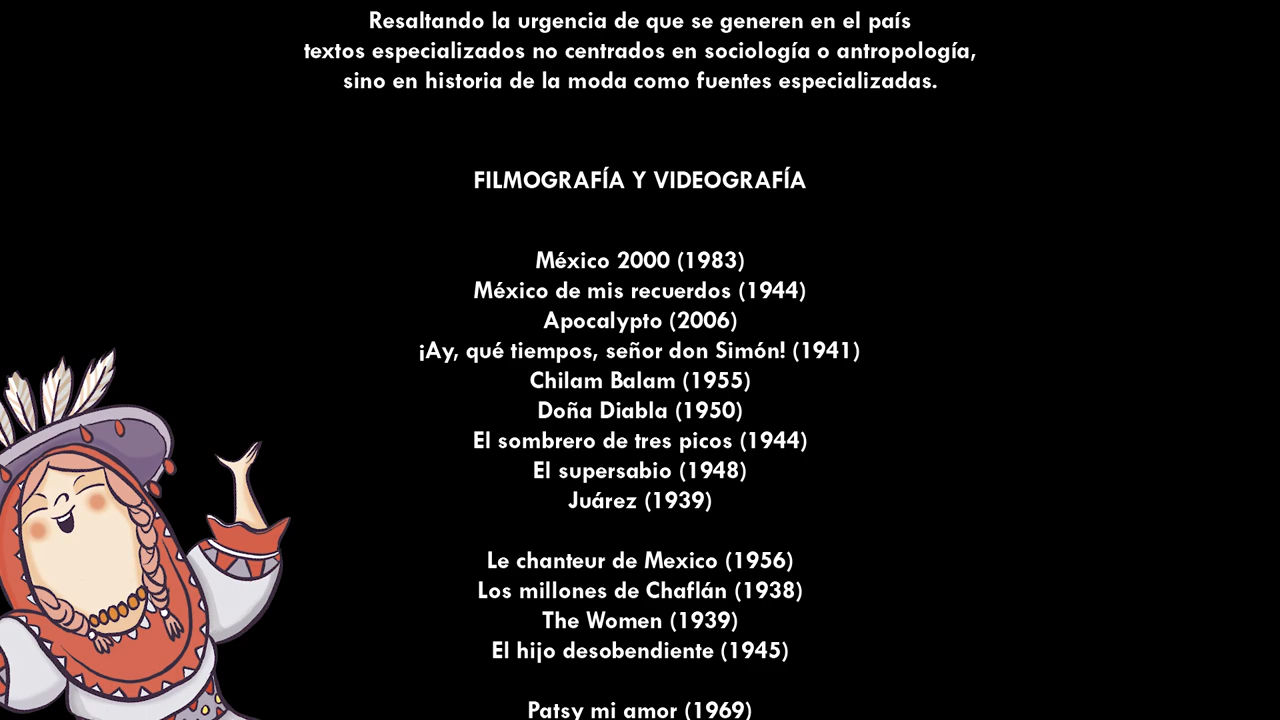 Resaltando la urgencia de que se generen en el país
textos especializados no centrados en sociología o antropología,
sino en historia de la moda como fuentes especializadas.
FILMOGRAFÍA Y VIDEOGRAFÍA
México 2000 (1983)
México de mis recuerdos (1944)
Apocalypto (2006)
¡Ay, qué tiempos, señor don Simón! (1941)
Chilam Balam (1955)
Doña Diabla (1950)
El sombrero de tres picos (1944)
El supersabio (1948)
Juárez (1939)
Le chanteur de Mexico (1956)
Los millones de Chaflán (1938)
The Women (1939)
El hijo desobendiente (1945)
Patsy mi amor (1969)